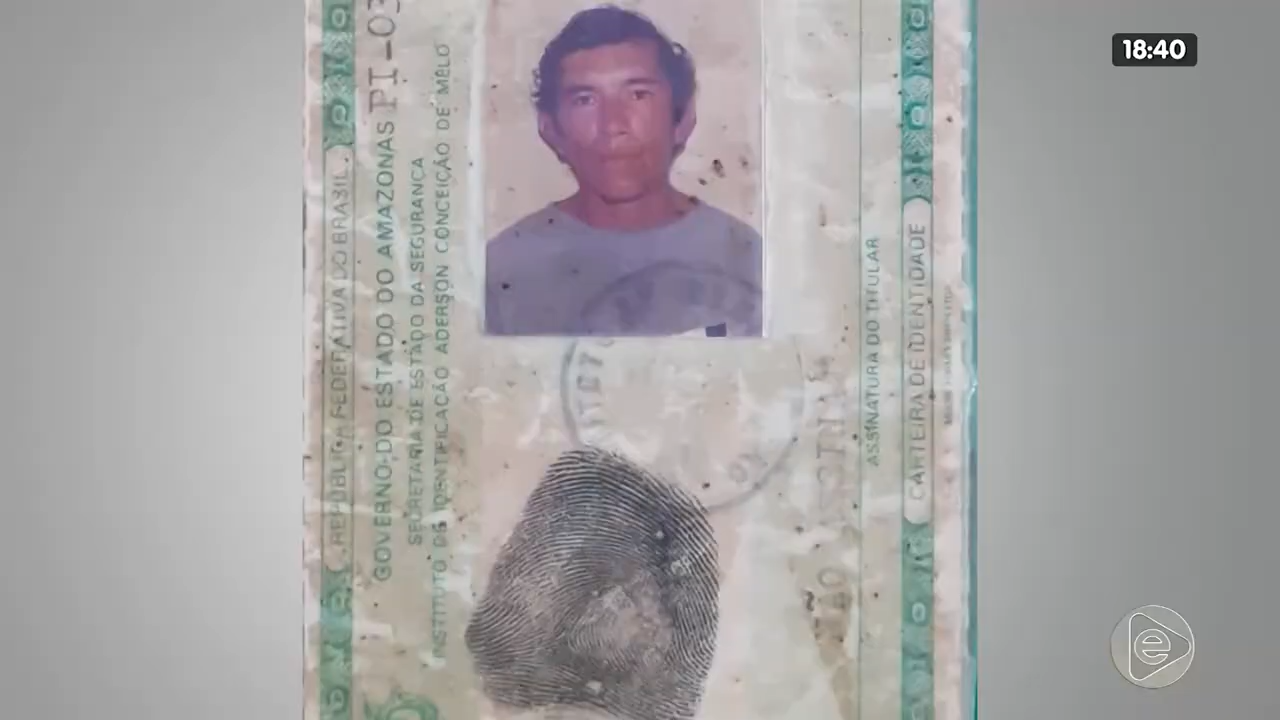 18:40
REPÚBLICA FEDERATIVA DO BRASIL
GOVERNO DO ESTADO DO AMAZONAS PI-03
SECRETARIA DE ESTADO DA SEGURANÇA
INSTITUTO DE IDENTIFICAÇÃO ADERSON CONCEIÇÃO DE MELO
ASSINATURA DO TITULAR
CARTEIRA DE IDENTIDADE
e